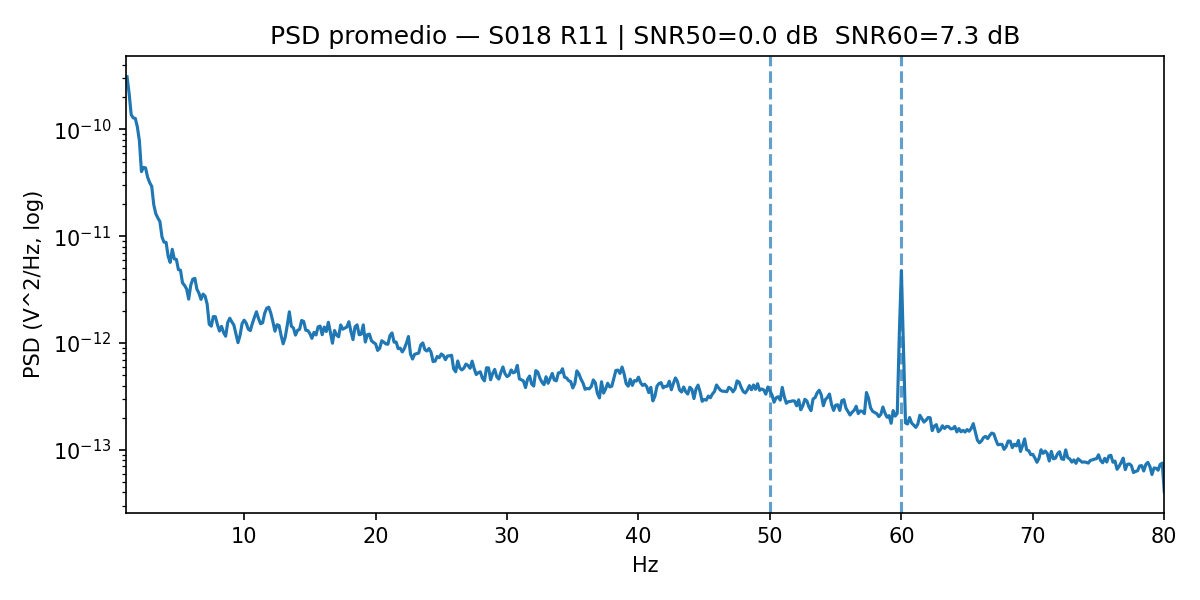 PSD promedio — S018 R11 | SNR50=0.0 dB  SNR60=7.3 dB
PSD (V^2/Hz, log)
10⁻¹⁰
10⁻¹¹
10⁻¹²
10⁻¹³
10 20 30 40 50 60 70 80
Hz